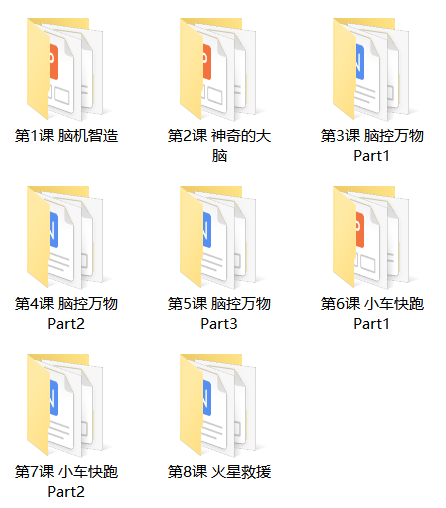 第1课 脑机智造
第2课 神奇的大
脑
第3课 脑控万物
Part1
第4课 脑控万物
Part2
第5课 脑控万物
Part3
第6课 小车快跑
Part1
第7课 小车快跑
Part2
第8课 火星救援